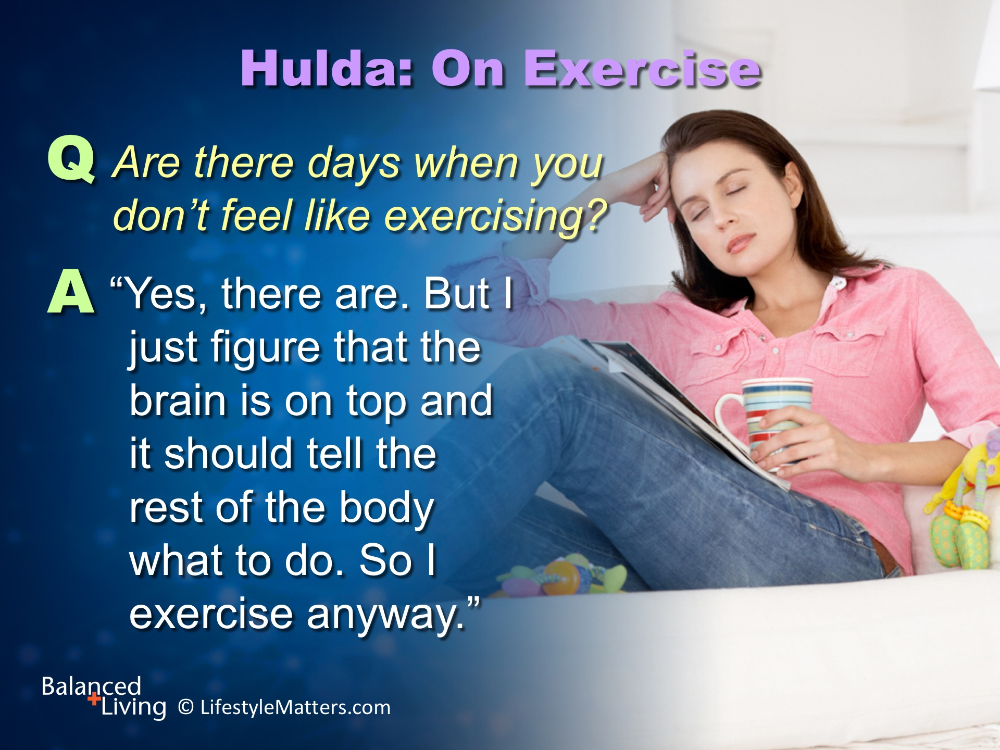 Hulda: On Exercise
Q Are there days when you
don’t feel like exercising?
A “Yes, there are. But I
just figure that the
brain is on top and
it should tell the
rest of the body
what to do. So I
exercise anyway.”
Balanced
+Living © LifestyleMatters.com